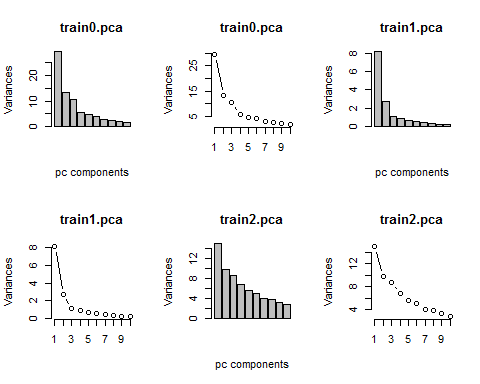 train0.pca
Variances
0 10 25
pc components
train0.pca
Variances
5 15 25
1 3 5 7 9
train1.pca
Variances
0 2 4 6 8
pc components
train1.pca
Variances
0 2 4 6 8
1 3 5 7 9
train2.pca
Variances
0 4 8 12
pc components
train2.pca
Variances
4 8 12
1 3 5 7 9